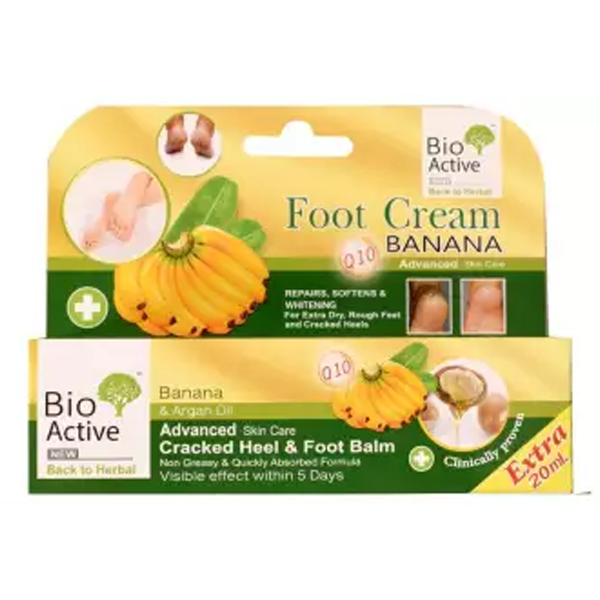 Bio
Active
Back to Herbal
Foot Cream
BANANA
Q10
Advanced Skin Care
REPAIRS, SOFTENS &
WHITENING
For Extra Dry, Rough Feet
and Cracked Heels
Bio
Active
NEW
Back to Herbal
Banana
& Argan Oil
Advanced Skin Care
Cracked Heel & Foot Balm
Non Greasy & Quickly Absorbed Formula
Visible effect within 5 Days
Q10
Clinically proven
Extra
20ml.